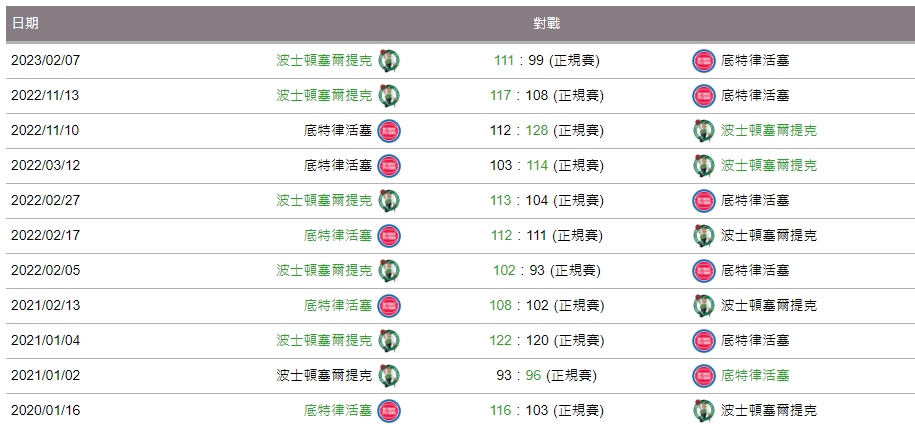 日期 對戰
2023/02/07 波士頓塞爾提克 111 : 99 (正規賽) 底特律活塞
2022/11/13 波士頓塞爾提克 117 : 108 (正規賽) 底特律活塞
2022/11/10 底特律活塞 112 : 128 (正規賽) 波士頓塞爾提克
2022/03/12 底特律活塞 103 : 114 (正規賽) 波士頓塞爾提克
2022/02/27 波士頓塞爾提克 113 : 104 (正規賽) 底特律活塞
2022/02/17 底特律活塞 112 : 111 (正規賽) 波士頓塞爾提克
2022/02/05 波士頓塞爾提克 102 : 93 (正規賽) 底特律活塞
2021/02/13 底特律活塞 108 : 102 (正規賽) 波士頓塞爾提克
2021/01/04 波士頓塞爾提克 122 : 120 (正規賽) 底特律活塞
2021/01/02 波士頓塞爾提克 93 : 96 (正規賽) 底特律活塞
2020/01/16 底特律活塞 116 : 103 (正規賽) 波士頓塞爾提克